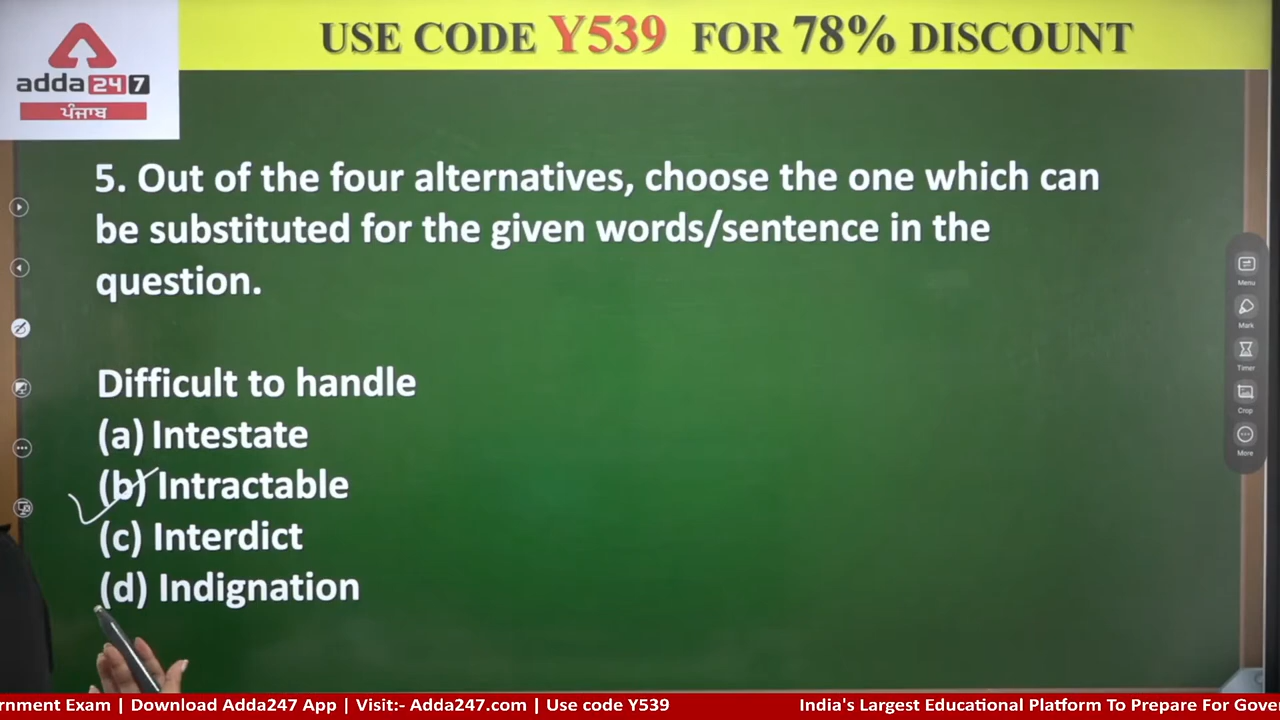 USE CODE Y539 FOR 78% DISCOUNT
adda 247
ਪੰਜਾਬ
5. Out of the four alternatives, choose the one which can
be substituted for the given words/sentence in the
question.
Difficult to handle
(a) Intestate
(b) Intractable
(c) Interdict
(d) Indignation
Menu
Mark
Timer
Crop
More
rnment Exam | Download Adda247 App | Visit:- Adda247.com | Use code Y539
India's Largest Educational Platform To Prepare For Gover